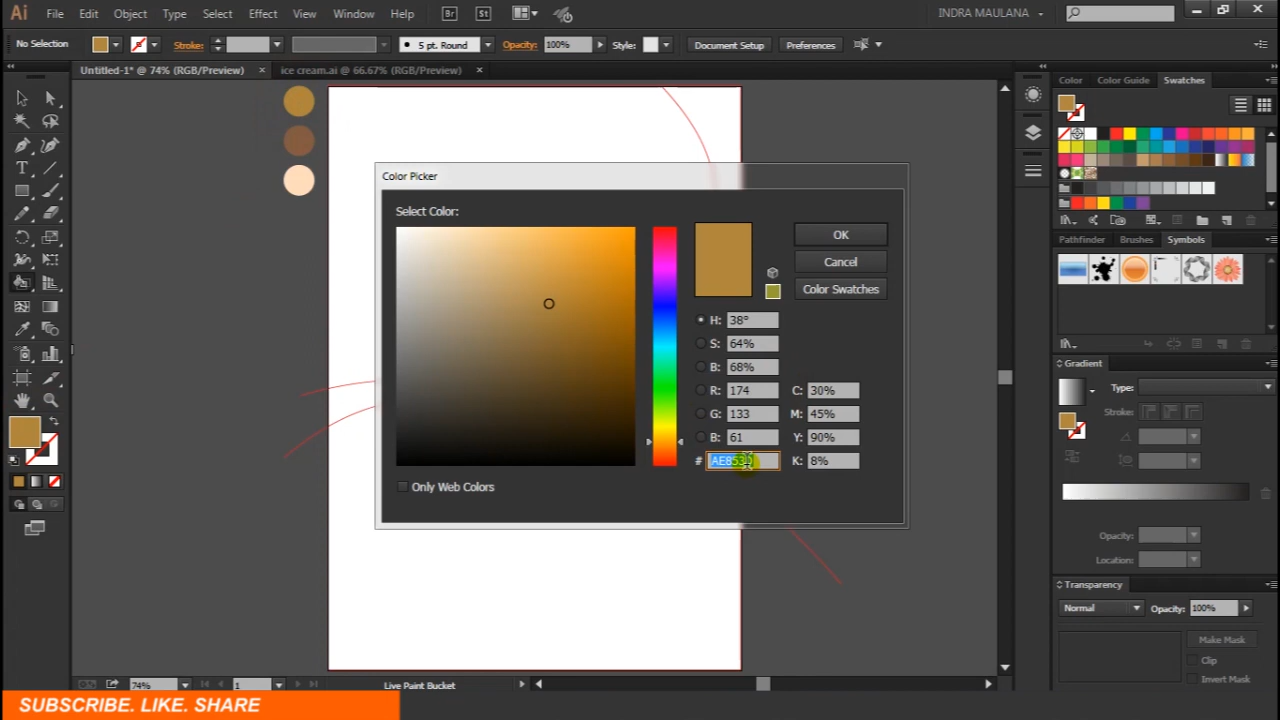 Ai File Edit Object Type Select Effect View Window Help Br St INDRA MAULANA
No Selection Stroke: 5 pt. Round Opacity: 100% Style: Document Setup Preferences
Untitled-1* @ 74% (RGB/Preview) ice cream.ai @ 66.67% (RGB/Preview)
Color Color Guide Swatches
Color Picker
Select Color:
OK
Cancel
Color Swatches
H: 38°
S: 64%
B: 68%
R: 174 C: 30%
G: 133 M: 45%
B: 61 Y: 90%
# AE853D K: 8%
Only Web Colors
Pathfinder Brushes Symbols
Gradient
Type:
Stroke:
Opacity:
Location:
Transparency
Normal Opacity: 100%
Make Mask
Clip
Invert Mask
74% 1 Live Paint Bucket
SUBSCRIBE. LIKE. SHARE